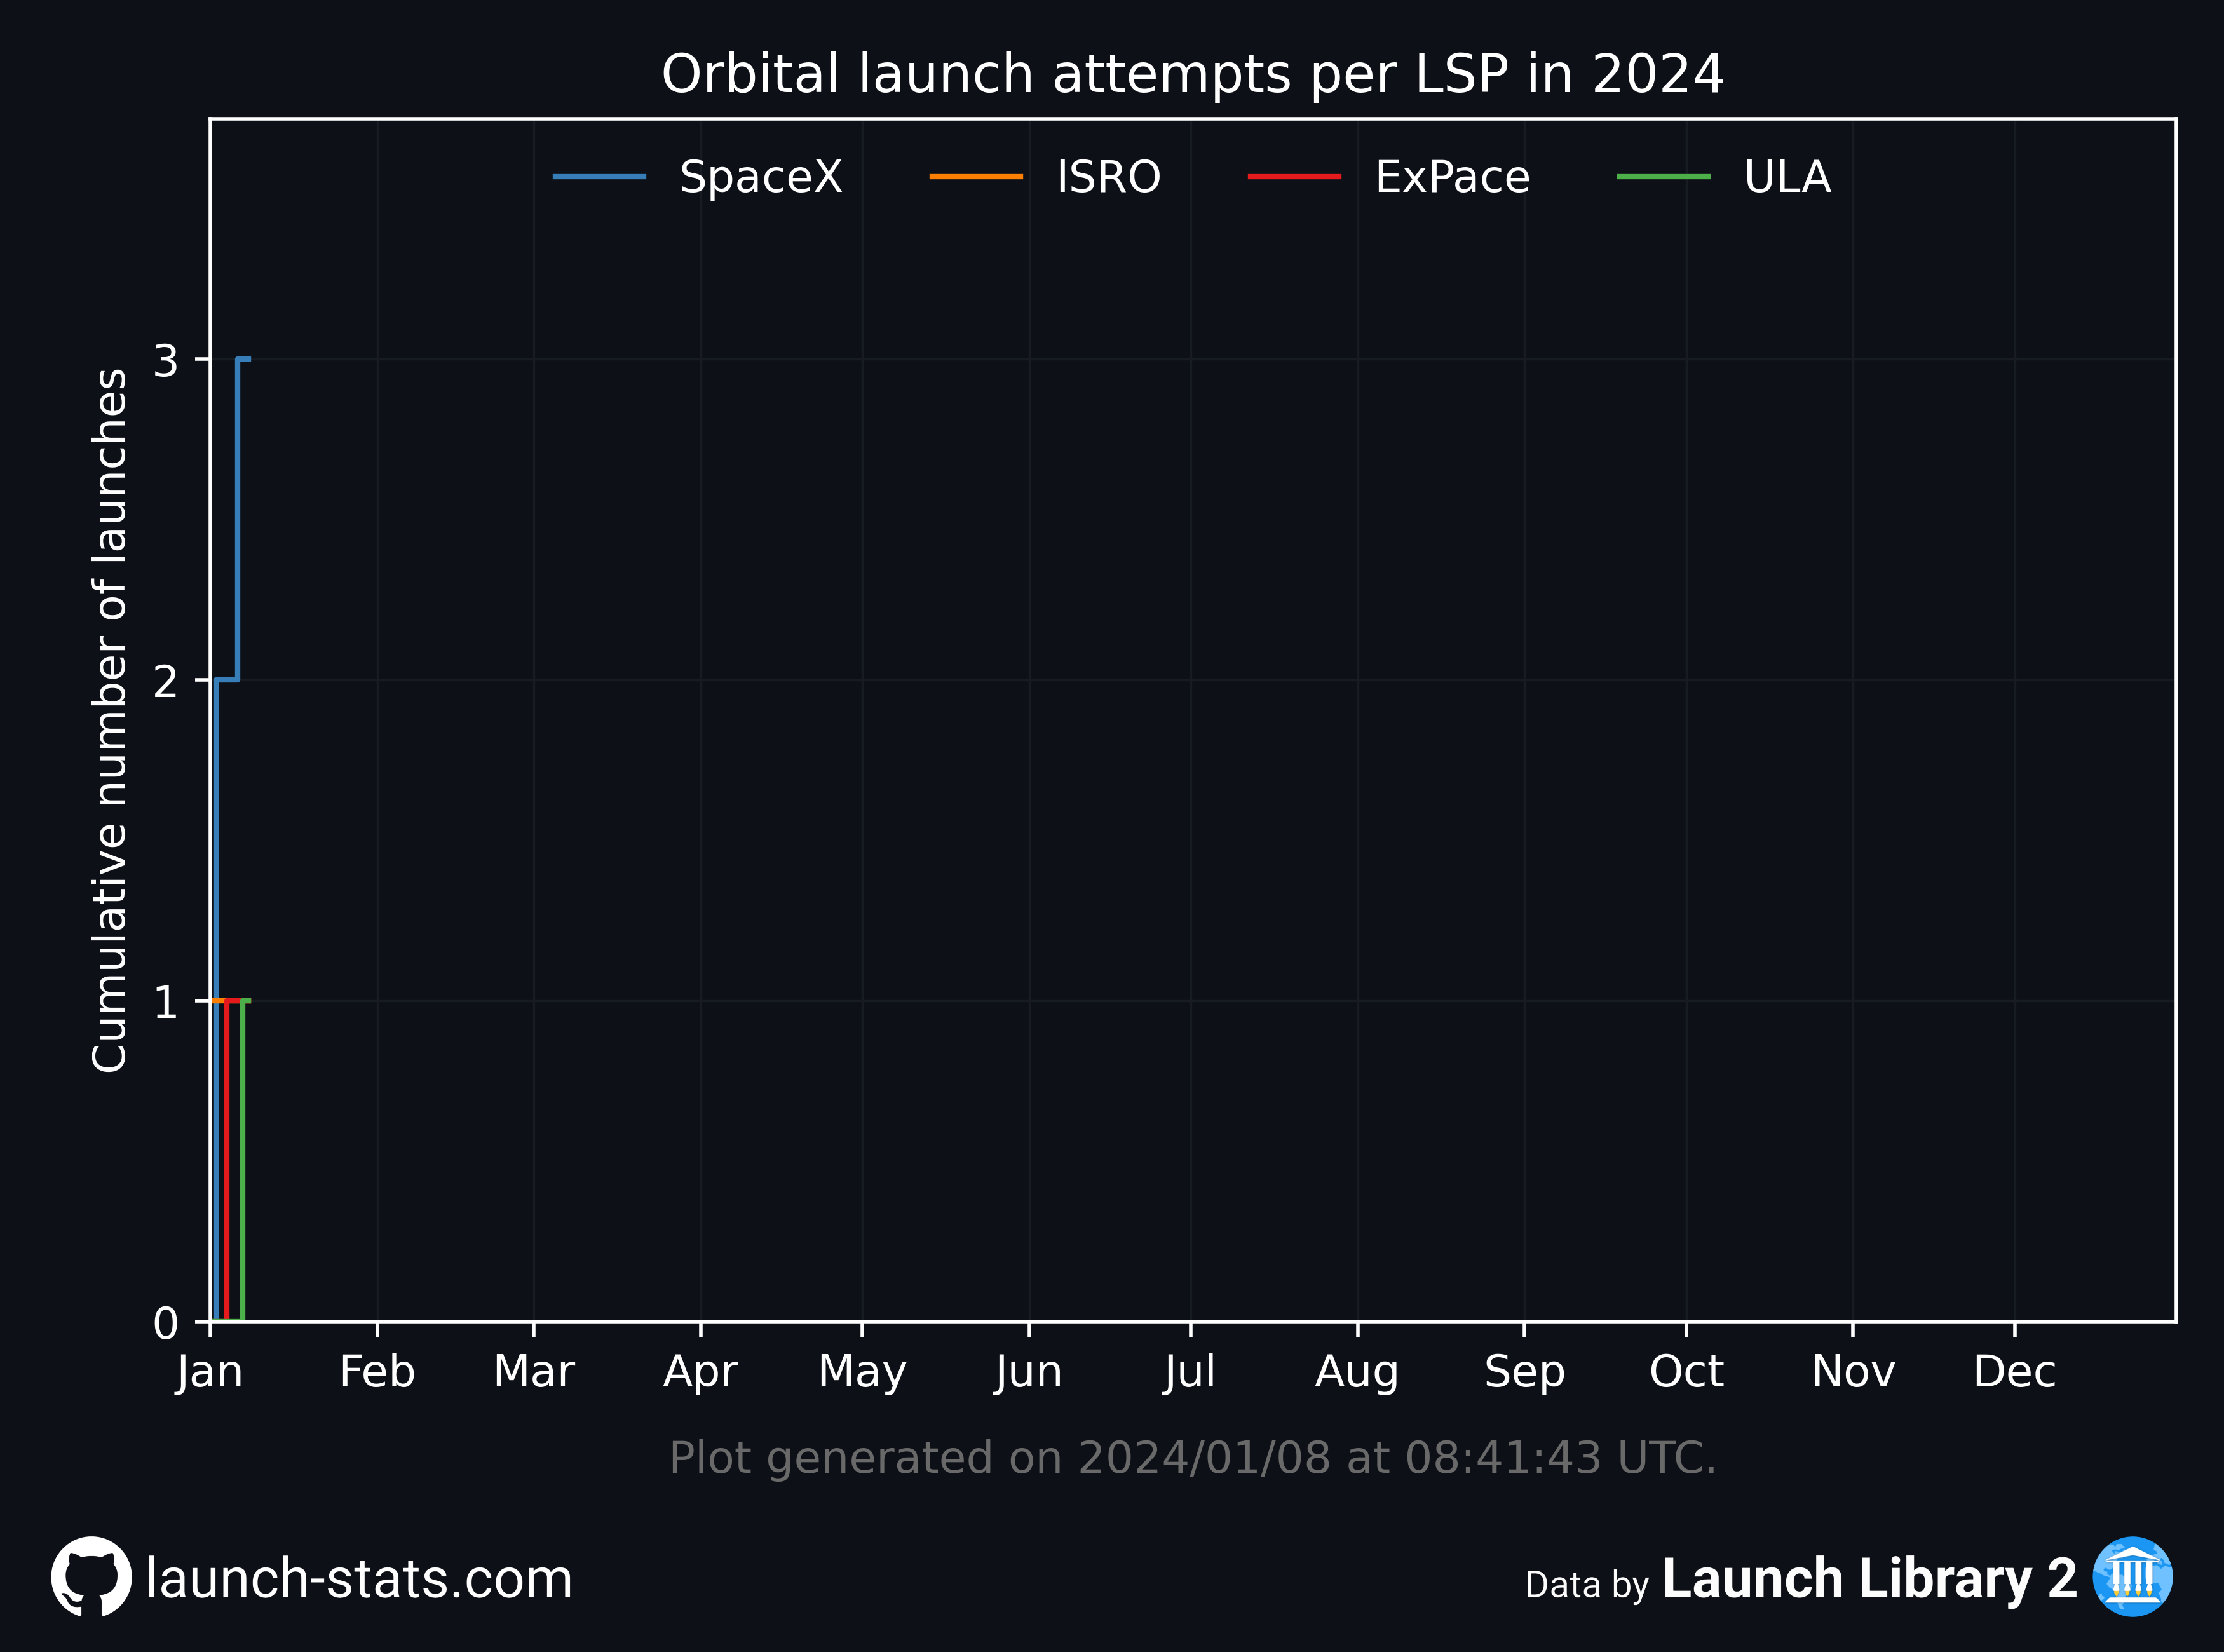 Orbital launch attempts per LSP in 2024
SpaceX ISRO ExPace ULA
Cumulative number of launches
3
2
1
0
Jan Feb Mar Apr May Jun Jul Aug Sep Oct Nov Dec
Plot generated on 2024/01/08 at 08:41:43 UTC.
launch-stats.com
Data by Launch Library 2